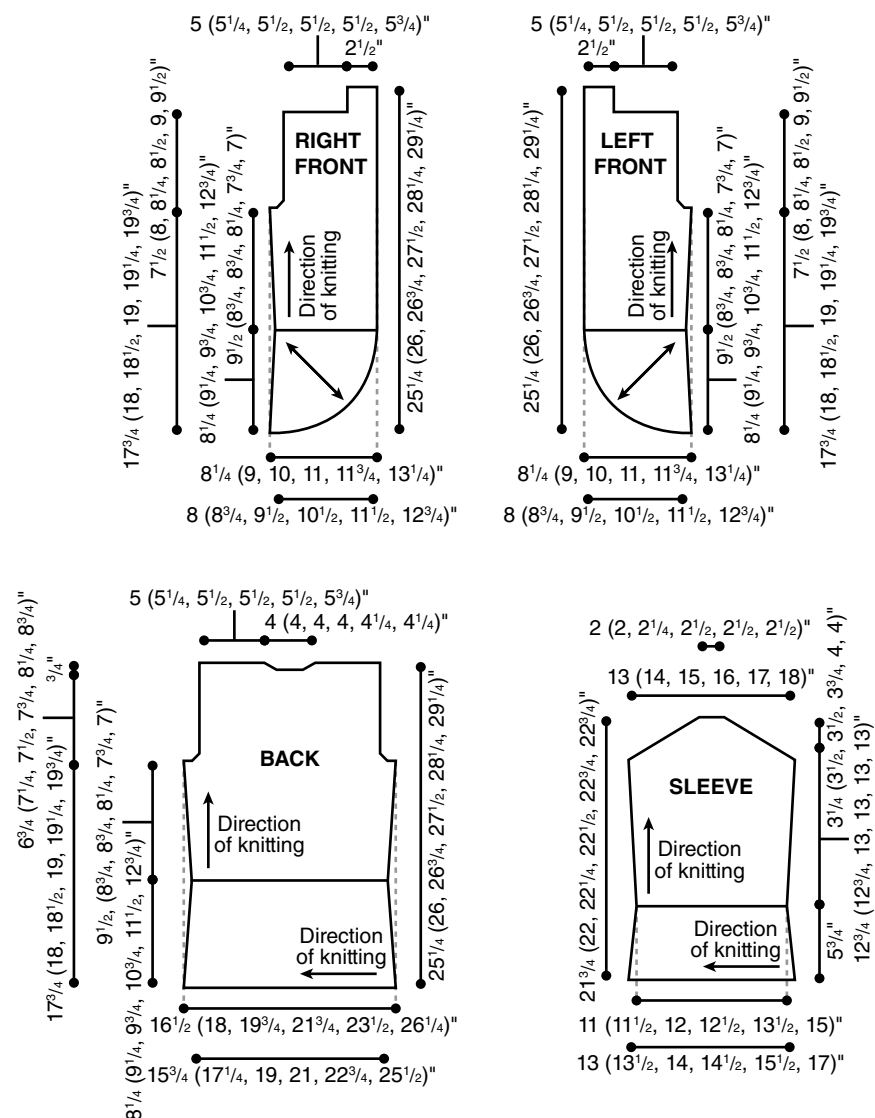 5 (5¼, 5½, 5½, 5½, 5¾)"
2½"
17¾ (18, 18½, 19, 19¼, 19¾)"
7½ (8, 8¼, 8½, 9, 9½)"
8¼ (9¼, 9¾, 10¾, 11½, 12¾)"
9½ (8¾, 8¾, 8¼, 7¾, 7)"
RIGHT
FRONT
Direction
of knitting
25¼ (26, 26¾, 27½, 28¼, 29¼)"
8¼ (9, 10, 11, 11¾, 13¼)"
8 (8¾, 9½, 10½, 11½, 12¾)"
5 (5¼, 5½, 5½, 5½, 5¾)"
2½"
25¼ (26, 26¾, 27½, 28¼, 29¼)"
LEFT
FRONT
Direction
of knitting
9½ (8¾, 8¾, 8¼, 7¾, 7)"
8¼ (9¼, 9¾, 10¾, 11½, 12¾)"
7½ (8, 8¼, 8½, 9, 9½)"
17¾ (18, 18½, 19, 19¼, 19¾)"
8¼ (9, 10, 11, 11¾, 13¼)"
8 (8¾, 9½, 10½, 11½, 12¾)"
5 (5¼, 5½, 5½, 5½, 5¾)"
4 (4, 4, 4, 4¼, 4¼)"
6¾ (7¼, 7½, 7¾, 8¼, 8¾)"
¾"
17¾ (18, 18½, 19, 19¼, 19¾)"
9½, (8¾, 8¾, 8¼, 7¾, 7)"
8¼ (9¼, 9¾, 10¾, 11½, 12¾)"
BACK
Direction
of knitting
Direction
of knitting
25¼ (26, 26¾, 27½, 28¼, 29¼)"
16½ (18, 19¾, 21¾, 23½, 26¼)"
15¾ (17¼, 19, 21, 22¾, 25½)"
2 (2, 2¼, 2½, 2½, 2½)"
13 (14, 15, 16, 17, 18)"
21¾ (22, 22¼, 22½, 22¾, 22¾)"
SLEEVE
Direction
of knitting
Direction
of knitting
3¼ (3½, 3½, 3¾, 4, 4)"
5¾"
12¾ (12¾, 13, 13, 13, 13)"
11 (11½, 12, 12½, 13½, 15)"
13 (13½, 14, 14½, 15½, 17)"